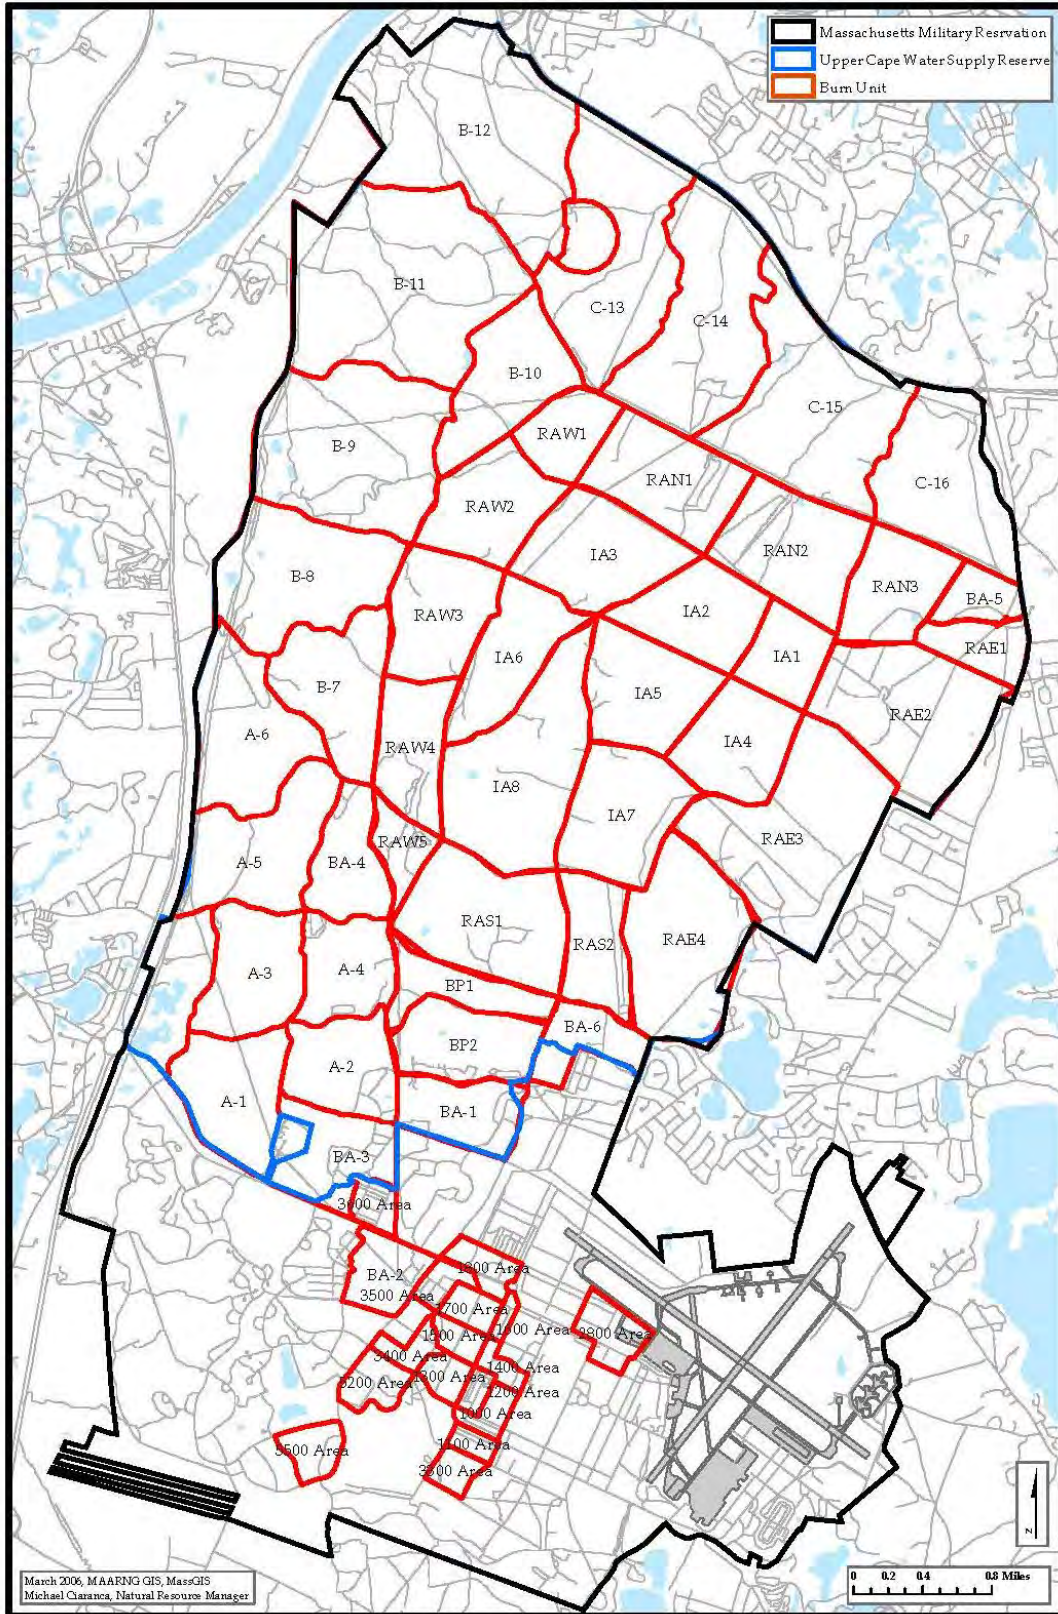 Massachusetts Military Resrvation
Upper Cape Water Supply Reserve
Burn Unit
B-12
B-11
C-13
C-14
B-10
C-15
RAW1
B-9
RAN1
C-16
RAW2
IA3
RAN2
B-8
RAN3
BA-5
IA2
RAW3
RAE1
IA6
IA1
B-7
IA5
RAE2
A-6
IA4
RAW4
IA8
IA7
RAW5
RAE3
A-5
BA-4
RAS1
RAS2
RAE4
A-3
A-4
BP1
BA-6
BP2
A-2
A-1
BA-1
BA-3
3600 Area
1800 Area
BA-2
3500 Area
1700 Area
1500 Area
1600 Area
2800 Area
3400 Area
1400 Area
5200 Area
1300 Area
1200 Area
1000 Area
5500 Area
1100 Area
3300 Area
N
0.8 Miles
0 0.2 0.4
March 2006, MAARNG GIS, MassGIS
Michael Ciaranca, Natural Resource Manager